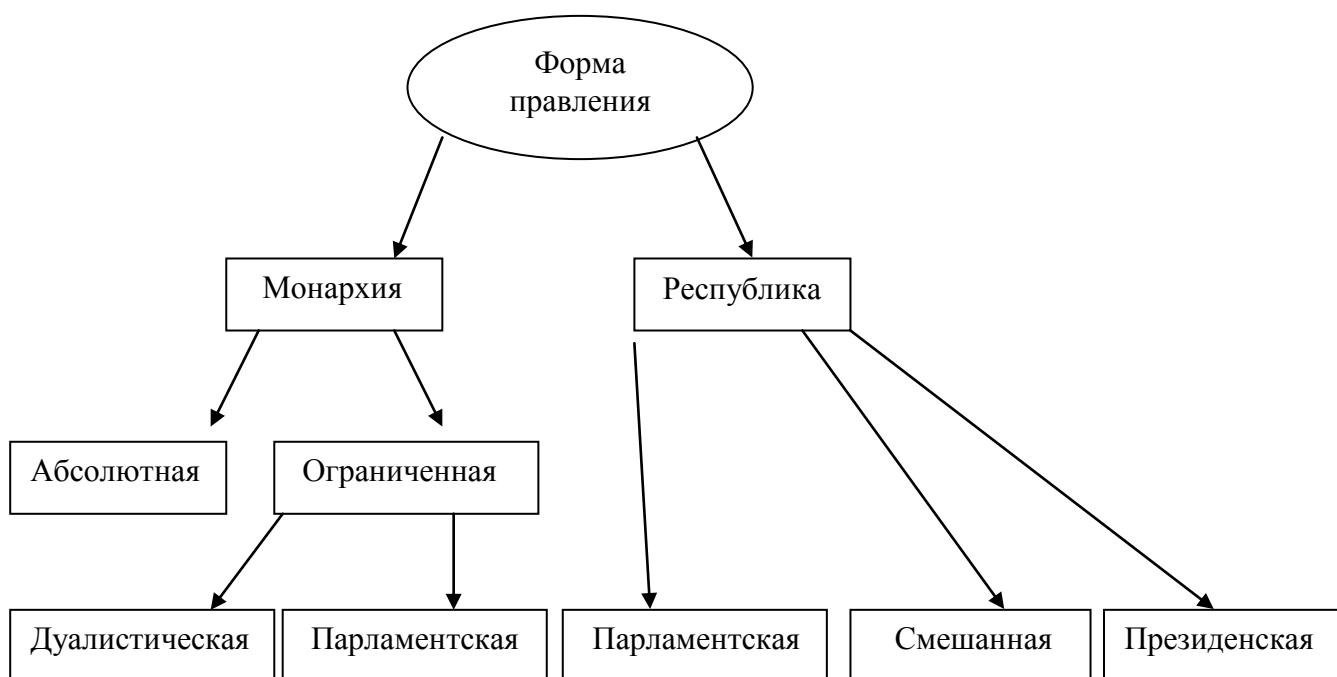 Форма
правления
Монархия
Республика
Абсолютная
Ограниченная
Дуалистическая
Парламентская
Парламентская
Смешанная
Президенская